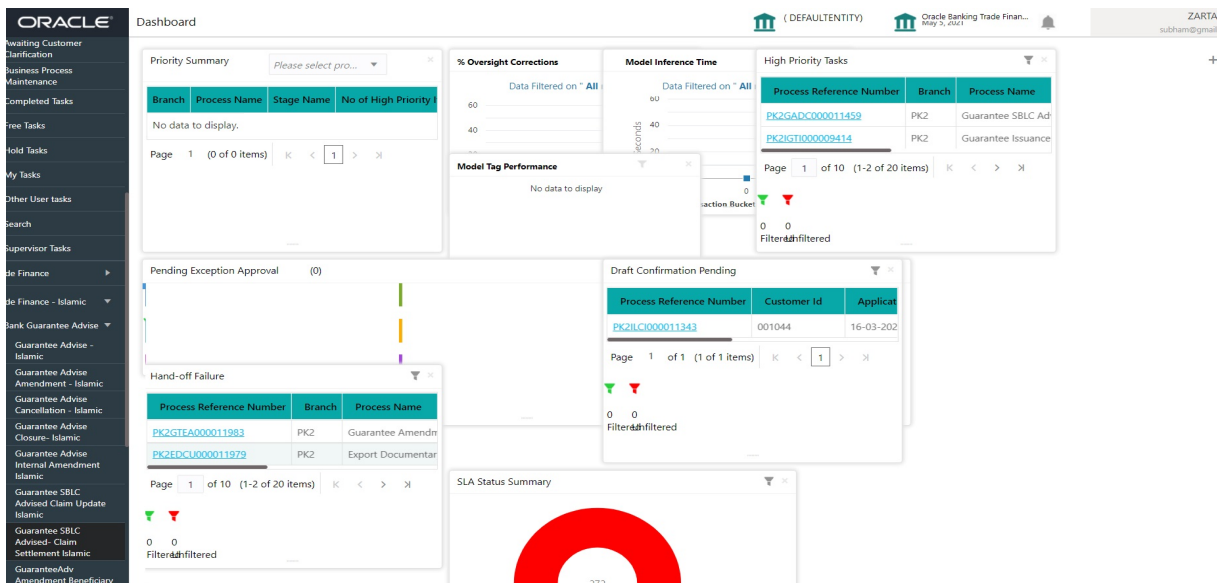 ORACLE
Dashboard
( DEFAULTENTITY)
Oracle Banking Trade Finan...
May 5, 2021
ZARTA
subham@gmail
Awaiting Customer
Clarification
Business Process
Maintenance
Completed Tasks
Free Tasks
Hold Tasks
My Tasks
Other User tasks
Search
Supervisor Tasks
de Finance
de Finance - Islamic
Bank Guarantee Advise
Guarantee Advise -
Islamic
Guarantee Advise
Amendment - Islamic
Guarantee Advise
Cancellation - Islamic
Guarantee Advise
Closure- Islamic
Guarantee Advise
Internal Amendment
Islamic
Guarantee SBLC
Advised Claim Update
Islamic
Guarantee SBLC
Advised- Claim
Settlement Islamic
GuaranteeAdv
Amendment Beneficiary
Priority Summary
Please select pro...
Branch Process Name Stage Name No of High Priority
No data to display.
Page 1 (0 of 0 items) 1
% Oversight Corrections
Data Filtered on " All
60
40
Model Inference Time
Data Filtered on " All
60
40
20
0
Model Tag Performance
No data to display
High Priority Tasks
Process Reference Number Branch Process Name
PK2GADC000011459 PK2 Guarantee SBLC Ad
PK2IGTI000009414 PK2 Guarantee Issuance
Page 1 of 10 (1-2 of 20 items)
0 0
Filtered Unfiltered
Pending Exception Approval (0)
Draft Confirmation Pending
Process Reference Number Customer Id Applicat
PK2ILCI000011343 001044 16-03-202
Page 1 of 1 (1 of 1 items) 1
0 0
Filtered Unfiltered
Hand-off Failure
Process Reference Number Branch Process Name
PK2GTEA000011983 PK2 Guarantee Amendm
PK2EDCU000011979 PK2 Export Documentar
Page 1 of 10 (1-2 of 20 items)
0 0
Filtered Unfiltered
SLA Status Summary